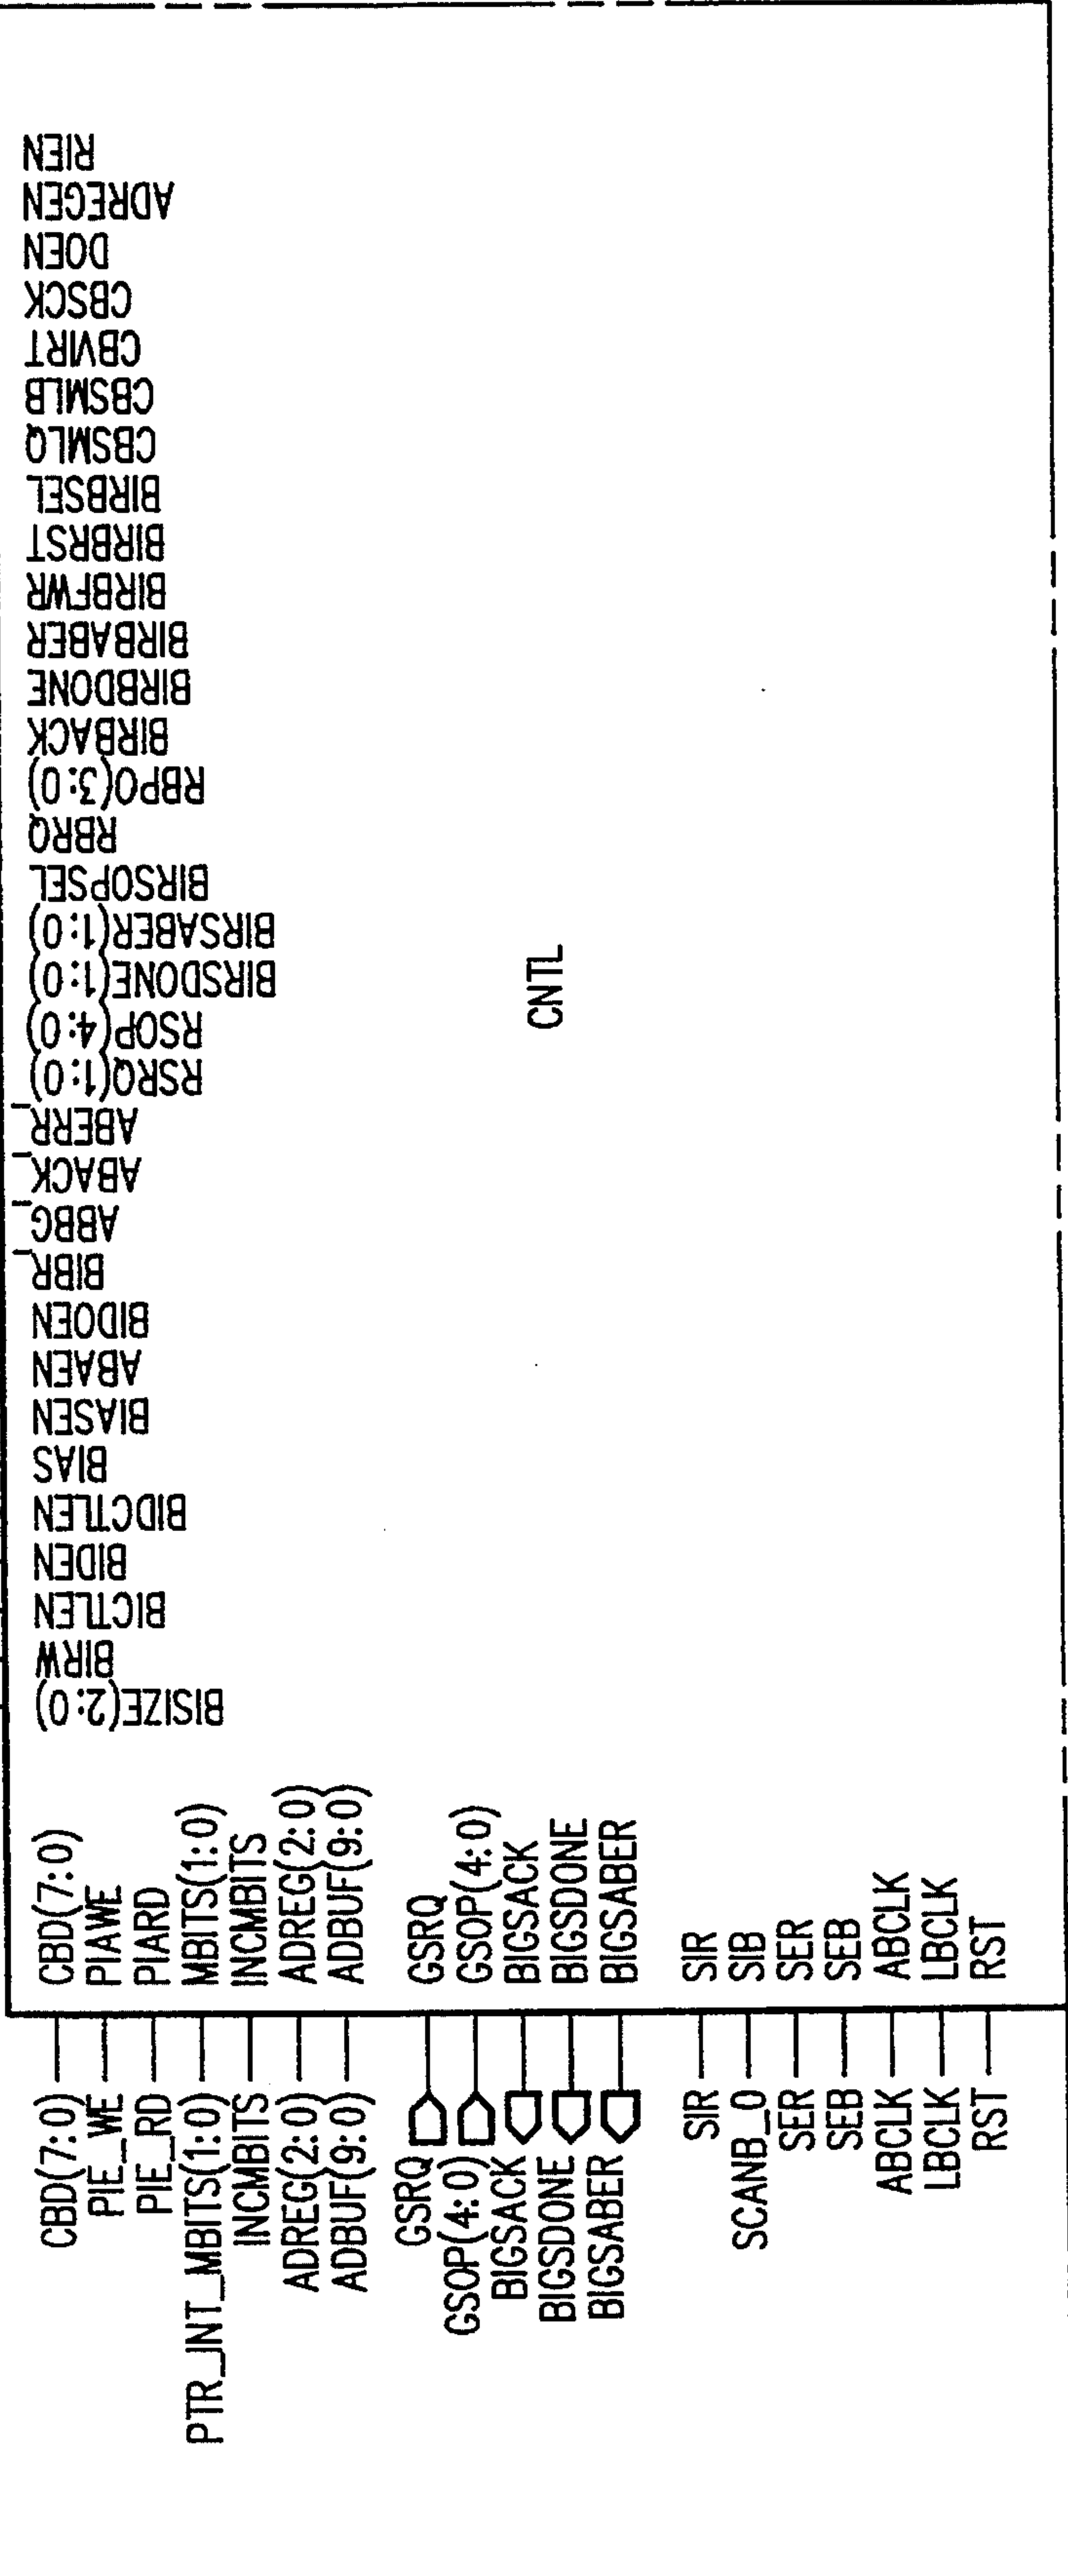 RIEN
ADREGEN
DOEN
CBSCK
CBVIRT
CBSMLB
CBSMLQ
BIRBSEL
BIRBRST
BIRBFWR
BIRBABER
BIRBDONE
BIRBACK
RBPO(3:0)
RBRQ
BIRSOPSEL
BIRSABER(1:0)
BIRSDONE(1:0)
RSOP(4:0)
RSRQ(1:0)
ABERR_
ABACK_
ABBG_
BIBR_
BIDOEN
ABAEN
BIASEN
BIAS
BIDCTLEN
BIDEN
BICTLEN
BIRW
BISIZE(2:0)
CNTL
CBD(7:0) CBD(7:0)
PIE_WE PIAWE
PIE_RD PIARD
PTR_INT_MBITS(1:0) MBITS(1:0)
INCMBITS INCMBITS
ADREG(2:0) ADREG(2:0)
ADBUF(9:0) ADBUF(9:0)
GSRQ GSRQ
GSOP(4:0) GSOP(4:0)
BIGSACK BIGSACK
BIGSDONE BIGSDONE
BIGSABER BIGSABER
SIR SIR
SCANB_0 SIB
SER SER
SEB SEB
ABCLK ABCLK
LBCLK LBCLK
RST RST